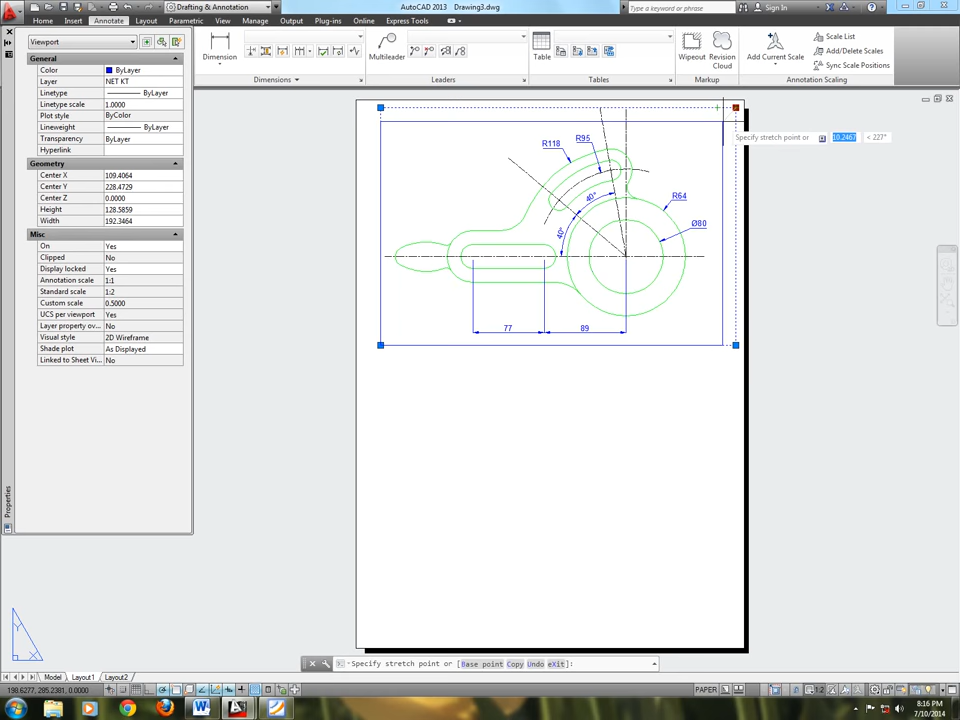 Drafting & Annotation
AutoCAD 2013 Drawing3.dwg
Type a keyword or phrase
Sign In
Home Insert Annotate Layout Parametric View Manage Output Plug-ins Online Express Tools
Dimension
Multileader
Table
Wipeout
Revision
Cloud
Add Current Scale
Scale List
Add/Delete Scales
Sync Scale Positions
Dimensions
Leaders
Tables
Markup
Annotation Scaling
Viewport
General
Color ByLayer
Layer NET KT
Linetype ByLayer
Linetype scale 1.0000
Plot style ByColor
Lineweight ByLayer
Transparency ByLayer
Hyperlink
Geometry
Center X 109.4064
Center Y 228.4729
Center Z 0.0000
Height 128.5859
Width 192.3464
Misc
On Yes
Clipped No
Display locked Yes
Annotation scale 1:1
Standard scale 1:2
Custom scale 0.5000
UCS per viewport Yes
Layer property ov... No
Visual style 2D Wireframe
Shade plot As Displayed
Linked to Sheet Vi... No
Properties
Specify stretch point or 10.2467 < 227°
R118
R95
R64
Ø80
40°
40°
77
89
Y
X
Specify stretch point or [Base point Copy Undo eXit]:
Model Layout1 Layout2
198.6277, 295.2381, 0.0000
PAPER
1:2
8:16 PM
7/10/2014